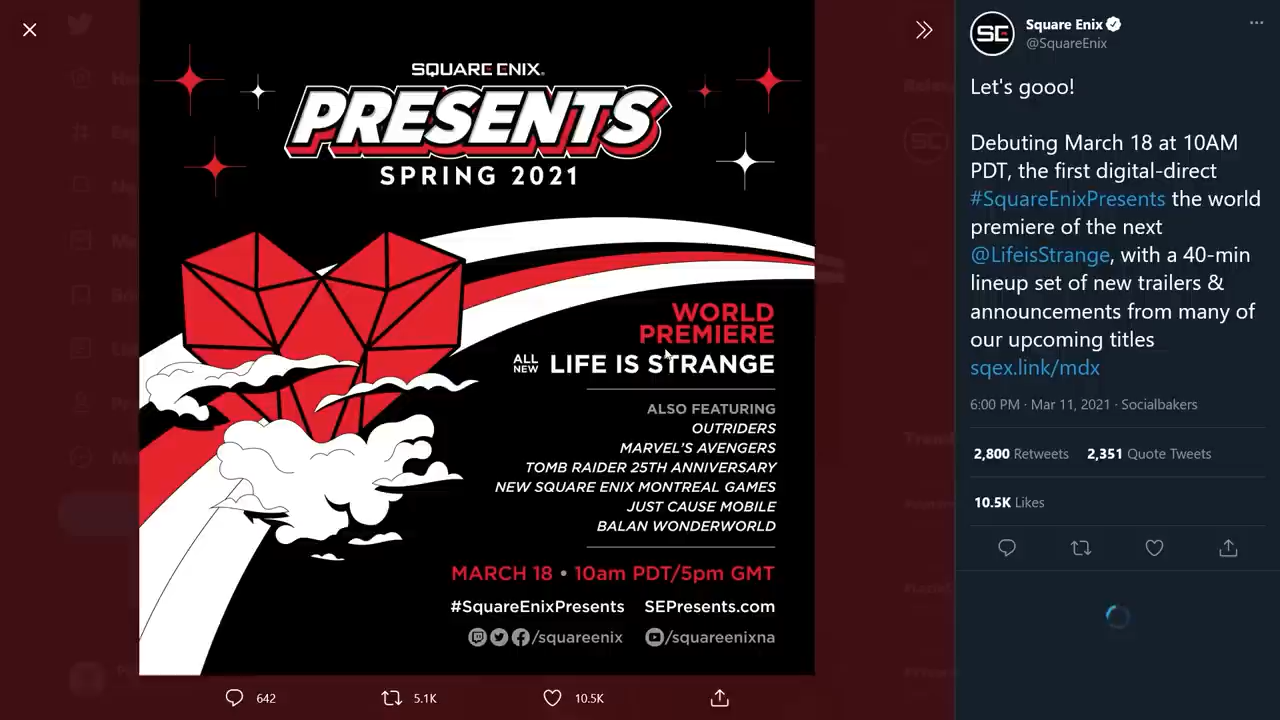 SQUARE ENIX®
PRESENTS
SPRING 2021
WORLD
PREMIERE
ALL NEW LIFE IS STRANGE
ALSO FEATURING
OUTRIDERS
MARVEL'S AVENGERS
TOMB RAIDER 25TH ANNIVERSARY
NEW SQUARE ENIX MONTREAL GAMES
JUST CAUSE MOBILE
BALAN WONDERWORLD
MARCH 18 • 10am PDT/5pm GMT
#SquareEnixPresents SEPresents.com
/squareenix /squareenixna
642 5.1K 10.5K
SE
Square Enix
@SquareEnix
Let's gooo!
Debuting March 18 at 10AM
PDT, the first digital-direct
#SquareEnixPresents the world
premiere of the next
@LifeisStrange, with a 40-min
lineup set of new trailers &
announcements from many of
our upcoming titles
sqex.link/mdx
6:00 PM · Mar 11, 2021 · Socialbakers
2,800 Retweets 2,351 Quote Tweets
10.5K Likes